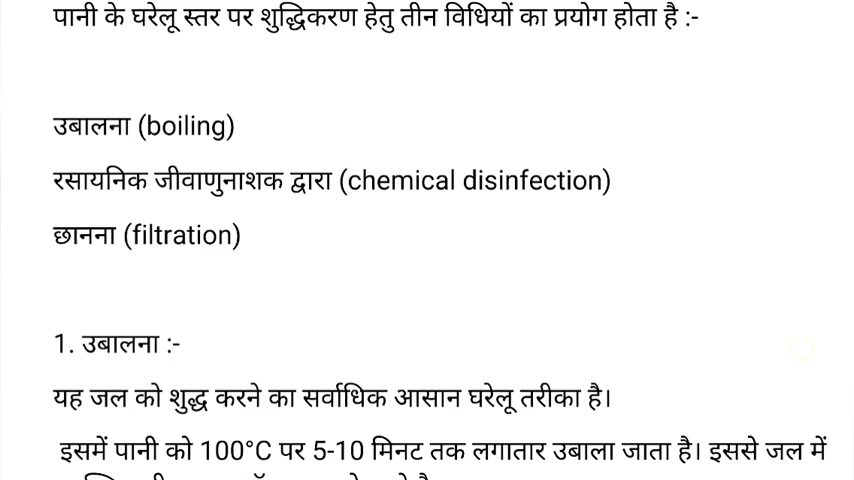 पानी के घरेलू स्तर पर शुद्धिकरण हेतु तीन विधियों का प्रयोग होता है :-
उबालना (boiling)
रसायनिक जीवाणुनाशक द्वारा (chemical disinfection)
छानना (filtration)
1. उबालना :-
यह जल को शुद्ध करने का सर्वाधिक आसान घरेलू तरीका है।
इसमें पानी को 100°C पर 5-10 मिनट तक लगातार उबाला जाता है। इससे जल में